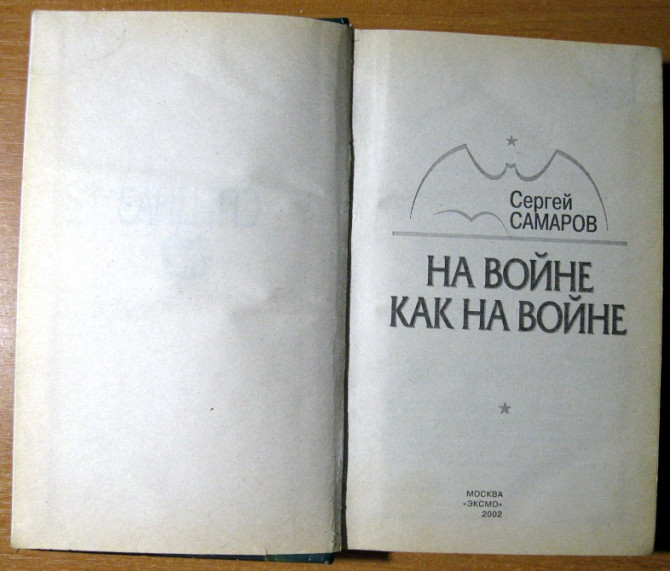 Сергей
САМАРОВ
НА ВОЙНЕ
КАК НА ВОЙНЕ
МОСКВА
«ЭКСМО»
2002